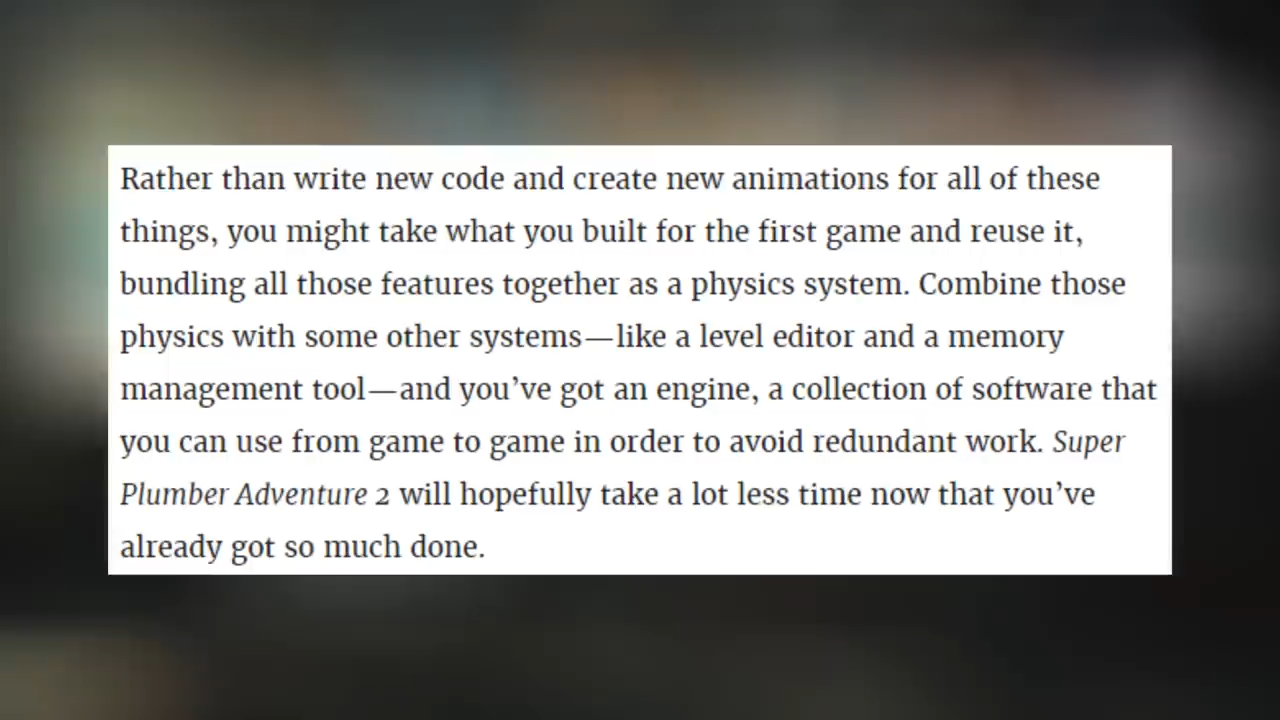 Rather than write new code and create new animations for all of these
things, you might take what you built for the first game and reuse it,
bundling all those features together as a physics system. Combine those
physics with some other systems—like a level editor and a memory
management tool—and you’ve got an engine, a collection of software that
you can use from game to game in order to avoid redundant work. Super
Plumber Adventure 2 will hopefully take a lot less time now that you’ve
already got so much done.